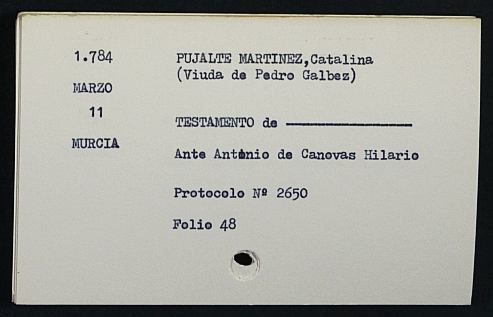 1.784
MARZO
11
MURCIA
PUJALTE MARTINEZ,Catalina
(Viuda de Pedro Galbez)
TESTAMENTO de ────────
Ante Antonio de Canovas Hilario
Protocolo Nº 2650
Folio 48